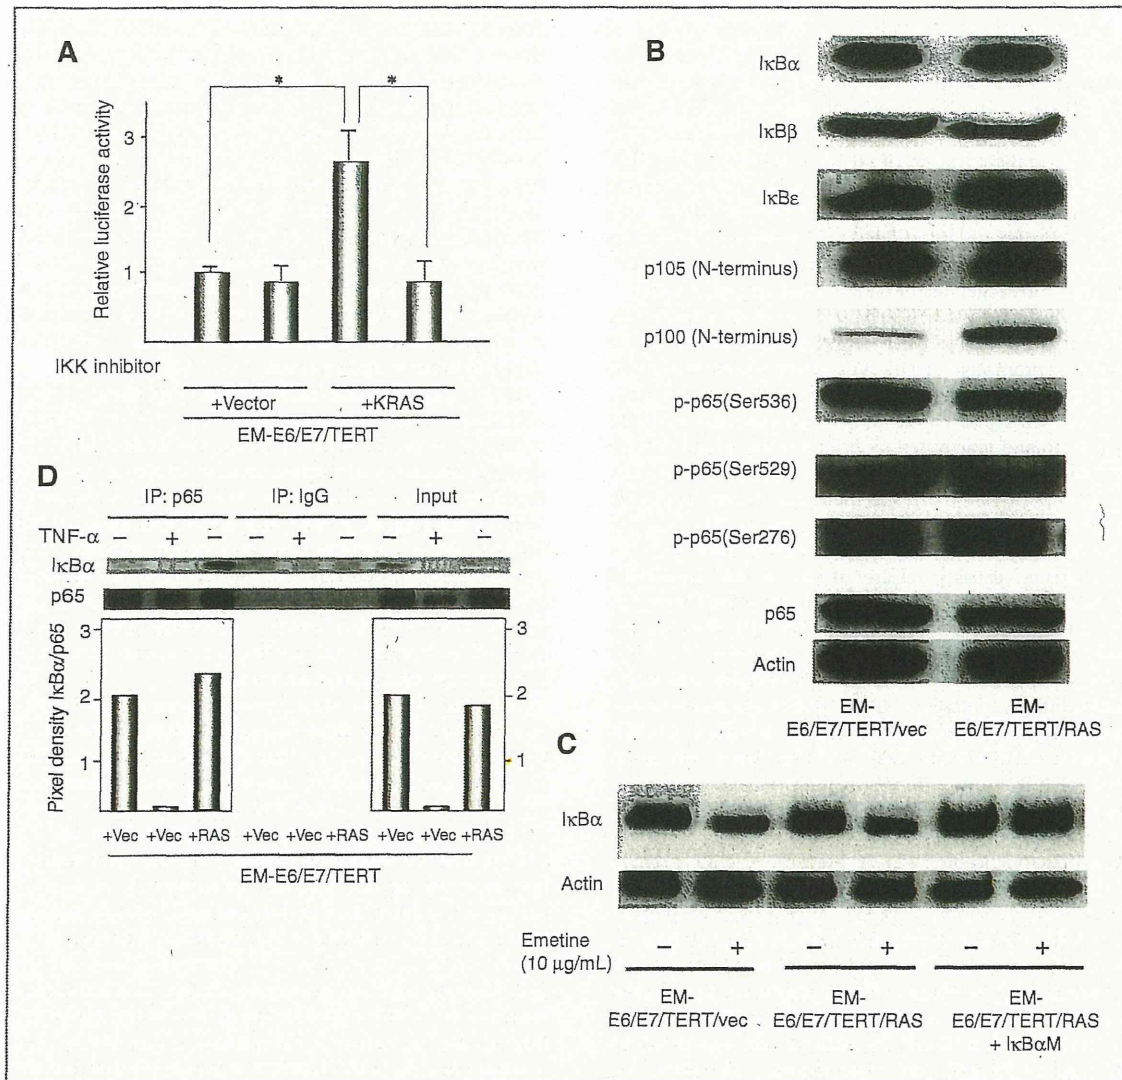 A
*
*
Relative luciferase activity
3
2
1
IKK inhibitor
+Vector
+KRAS
EM-E6/E7/TERT
B
IκBα
IκBβ
IκBε
p105 (N-terminus)
p100 (N-terminus)
p-p65(Ser536)
p-p65(Ser529)
p-p65(Ser276)
p65
Actin
EM-
E6/E7/TERT/vec
EM-
E6/E7/TERT/RAS
D
IP: p65
IP: IgG
Input
TNF-α
− + − − + − − + −
IκBα
p65
Pixel density IκBα/p65
3
2
1
3
2
1
+Vec +Vec +RAS +Vec +Vec +RAS +Vec +Vec +RAS
EM-E6/E7/TERT
C
IκBα
Actin
Emetine
(10 μg/mL)
− + − + − +
EM-
E6/E7/TERT/vec
EM-
E6/E7/TERT/RAS
EM-
E6/E7/TERT/RAS
+ IκBαM